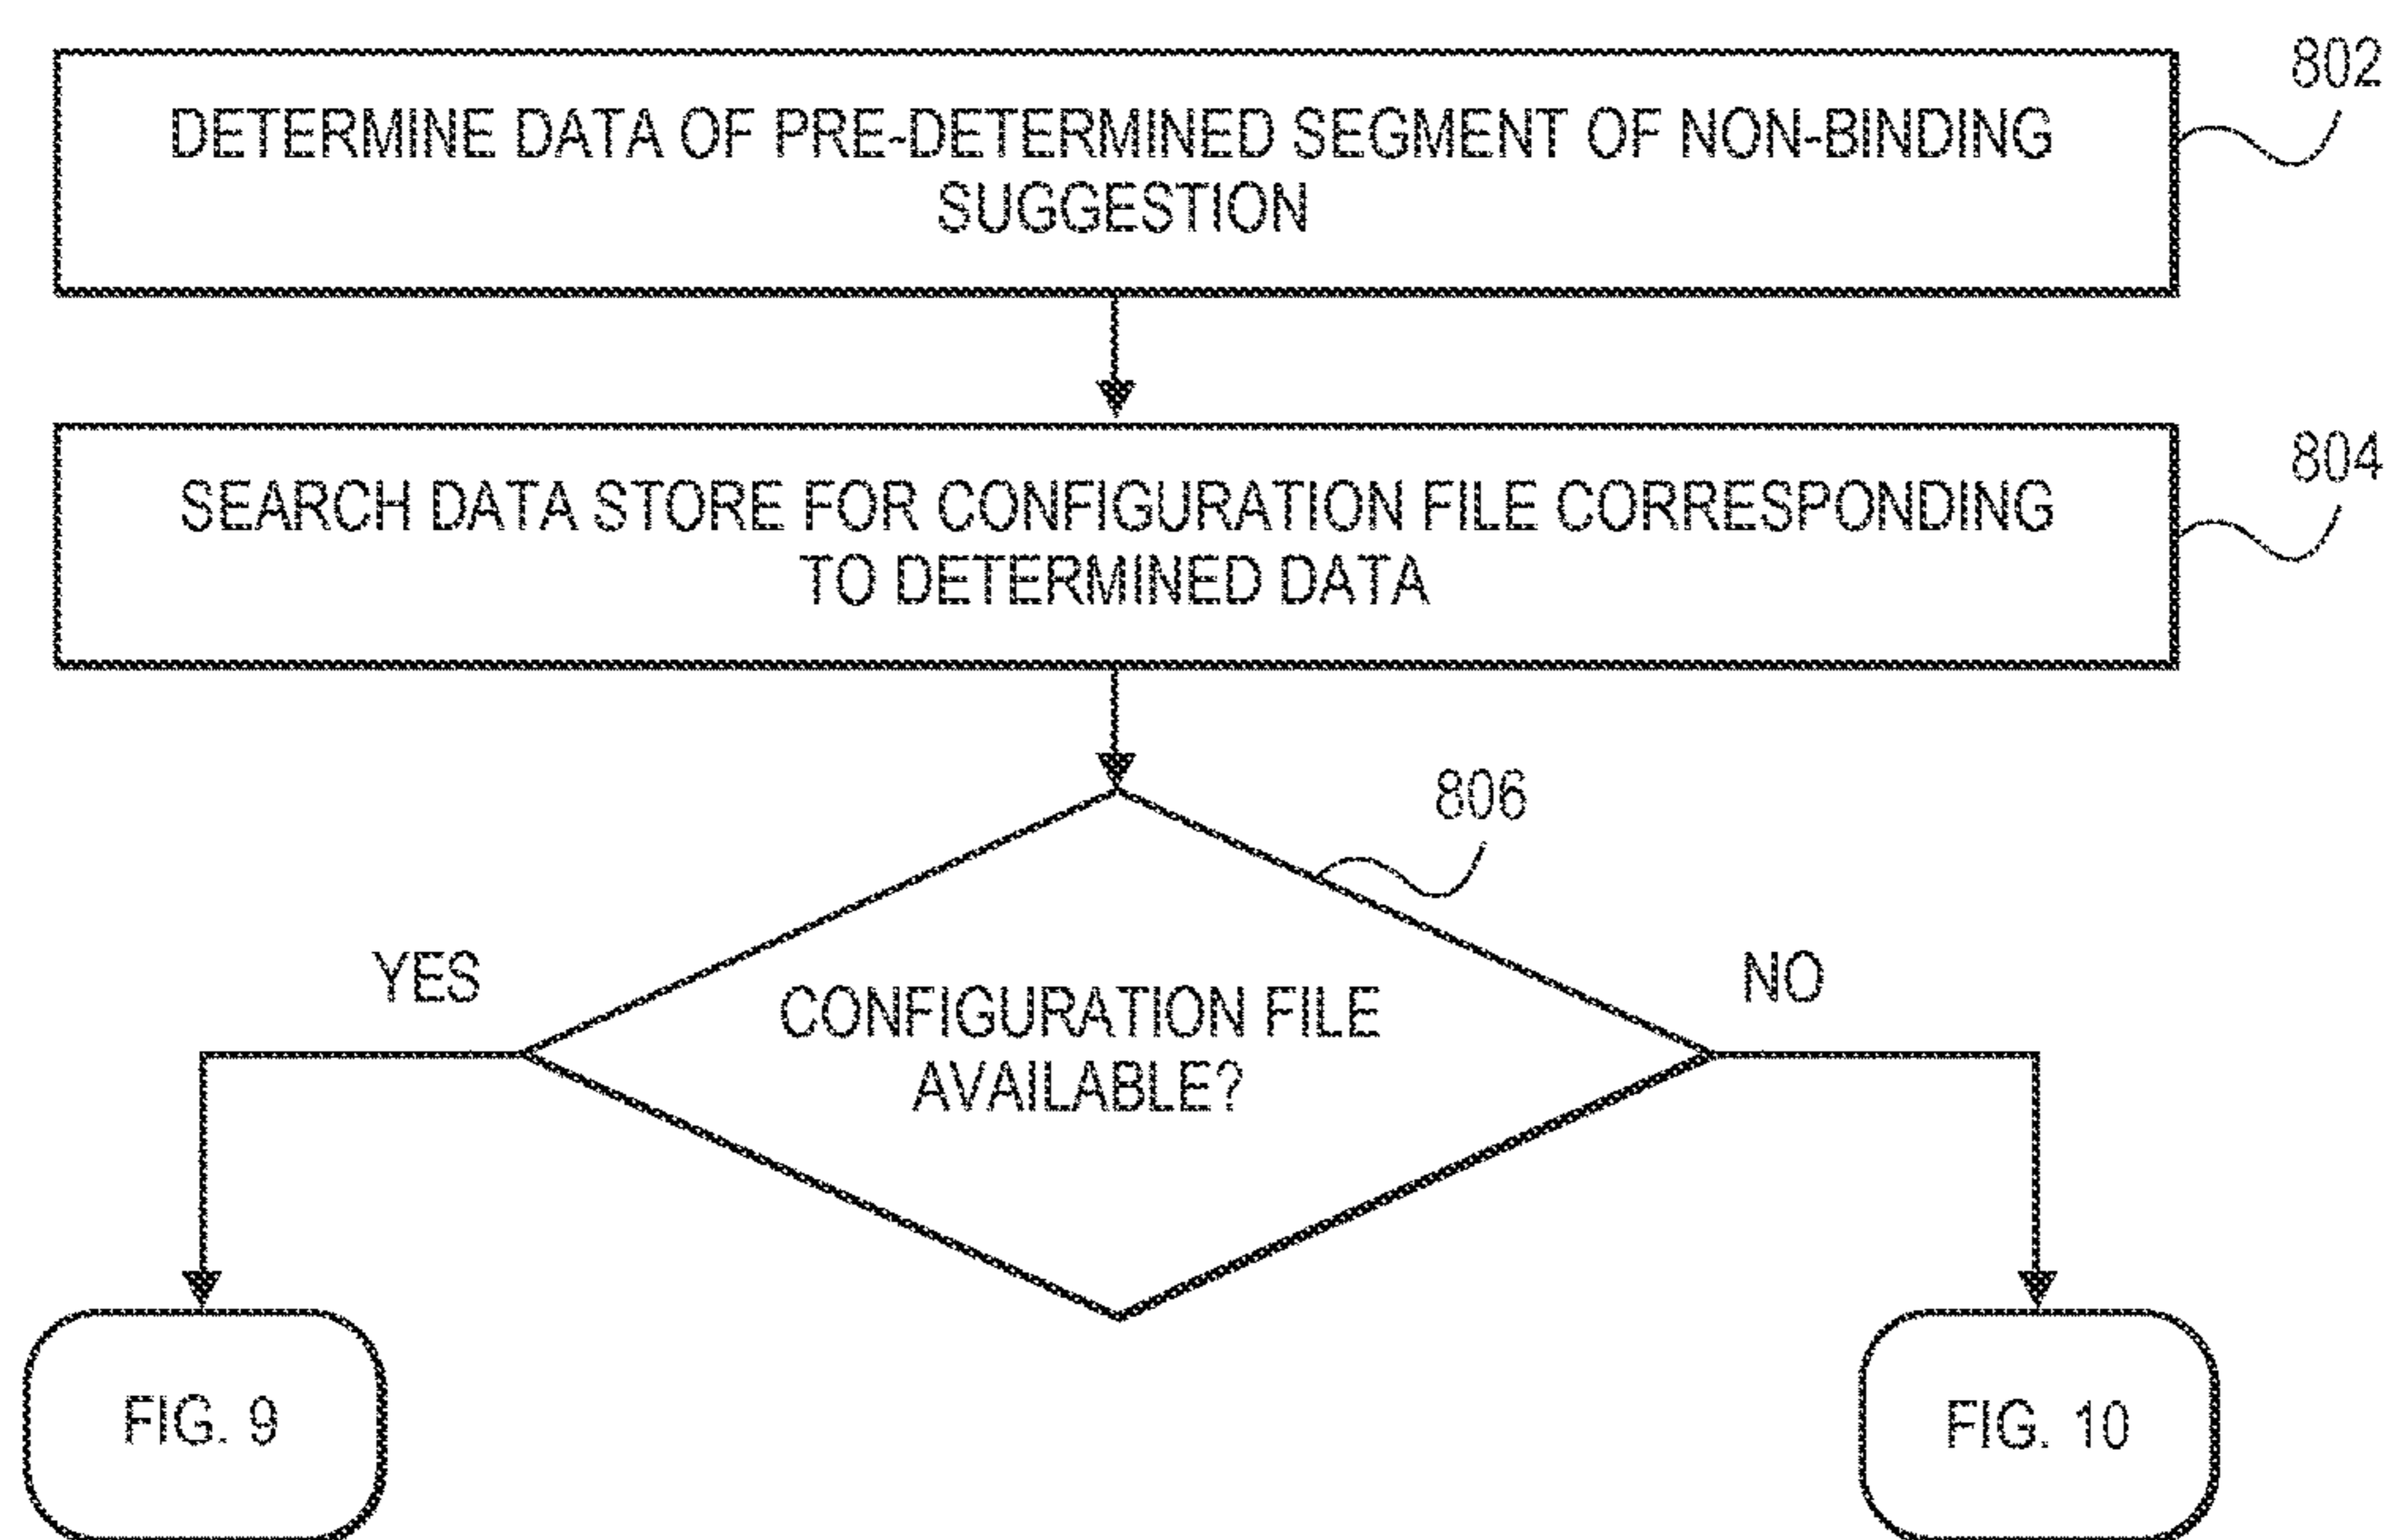 802
DETERMINE DATA OF PRE-DETERMINED SEGMENT OF NON-BINDING
SUGGESTION
804
SEARCH DATA STORE FOR CONFIGURATION FILE CORRESPONDING
TO DETERMINED DATA
806
YES
NO
CONFIGURATION FILE
AVAILABLE?
FIG. 9
FIG. 10